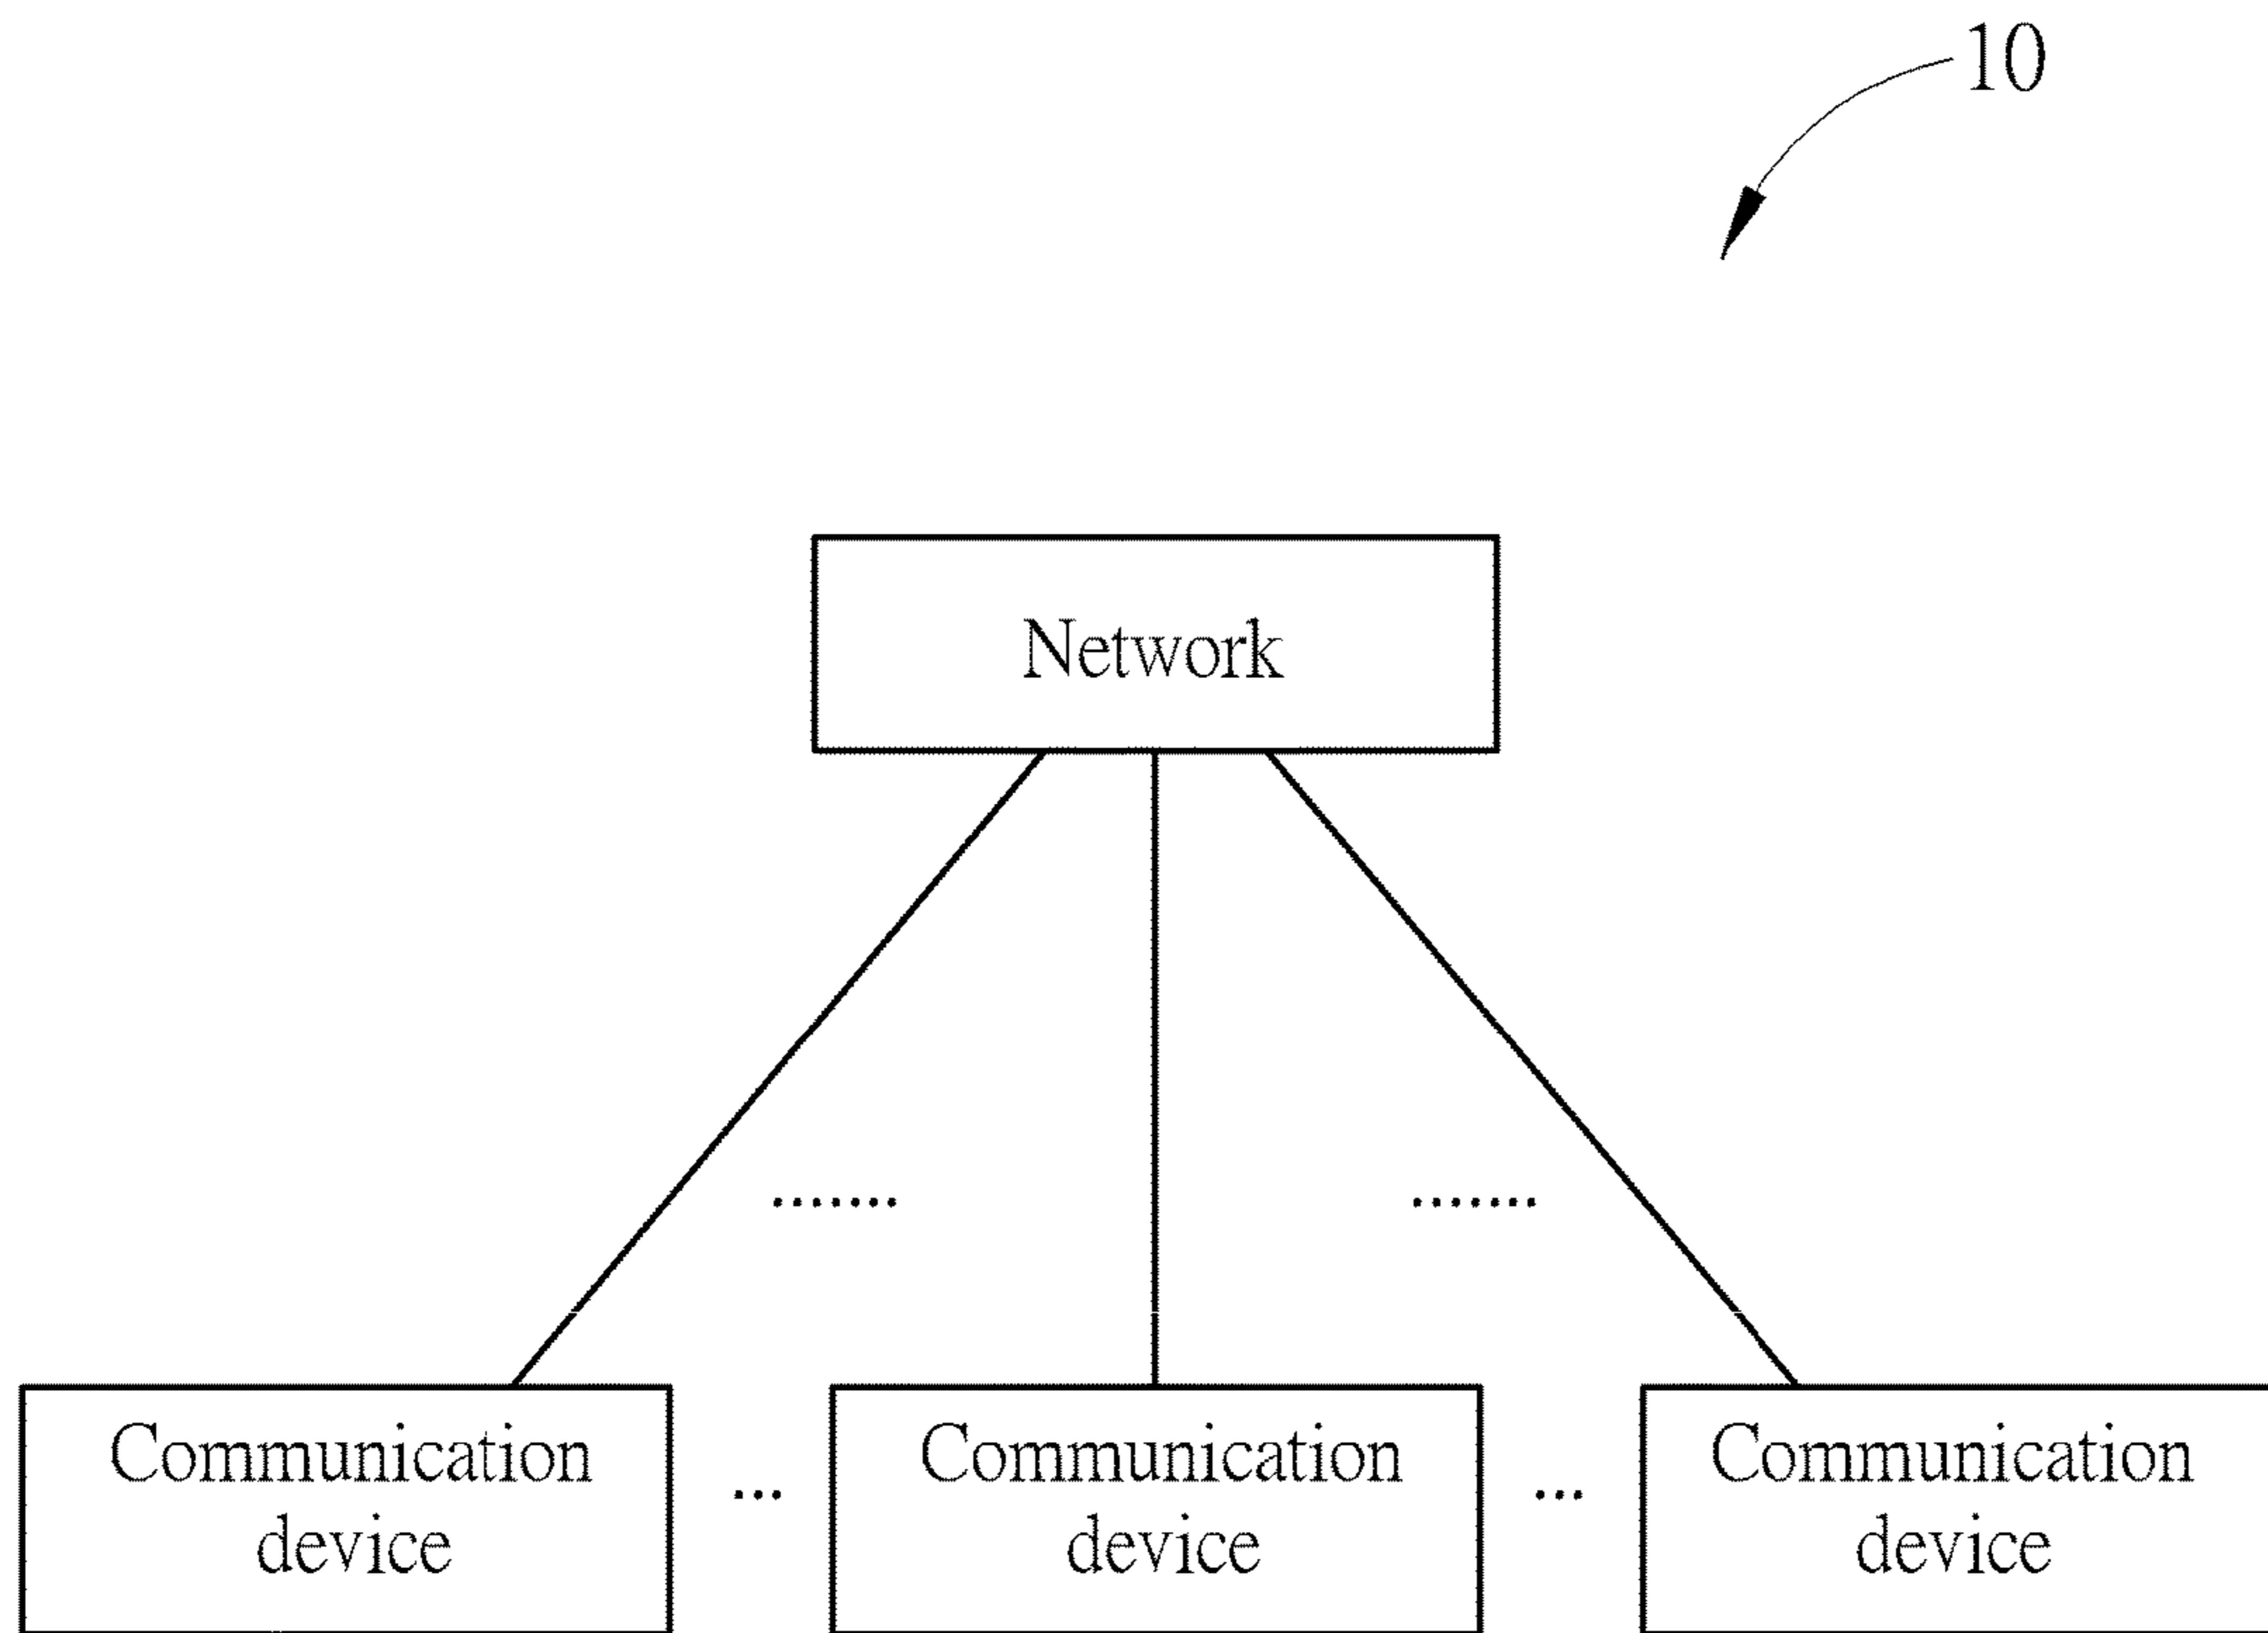 10
Network
.......
.......
Communication
device
...
Communication
device
...
Communication
device